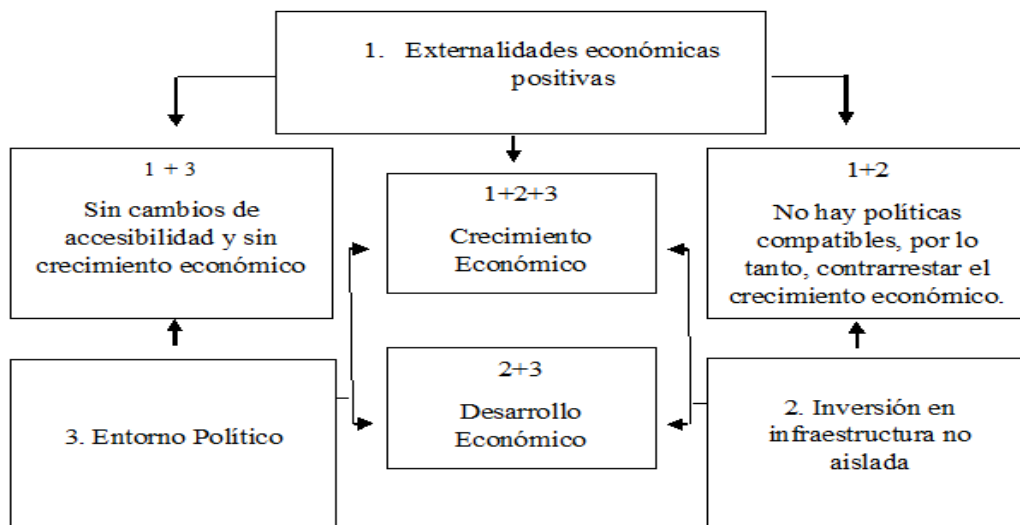 1. Externalidades económicas
positivas
1 + 3
Sin cambios de
accesibilidad y sin
crecimiento económico
1+2+3
Crecimiento
Económico
1+2
No hay políticas
compatibles, por lo
tanto, contrarrestar el
crecimiento económico.
3. Entorno Político
2+3
Desarrollo
Económico
2. Inversión en
infraestructura no
aislada